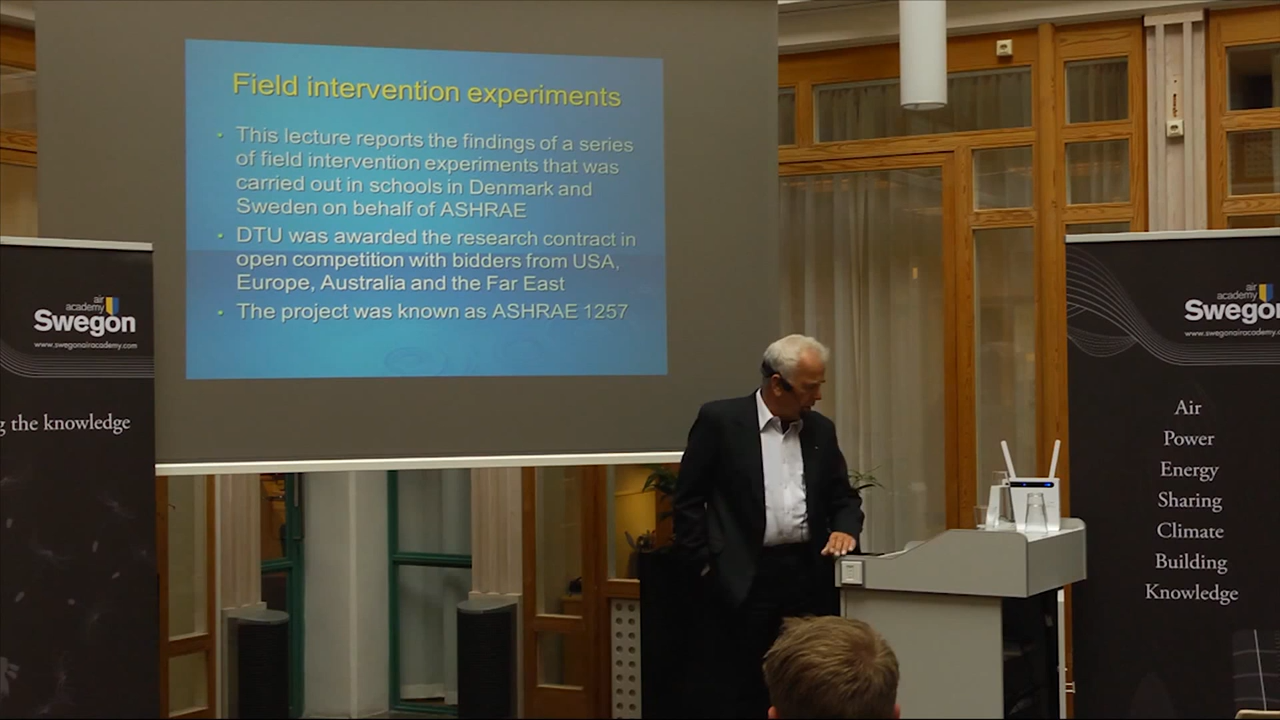 Field intervention experiments
• This lecture reports the findings of a series
of field intervention experiments that was
carried out in schools in Denmark and
Sweden on behalf of ASHRAE
• DTU was awarded the research contract in
open competition with bidders from USA,
Europe, Australia and the Far East
• The project was known as ASHRAE 1257
air
academy
Swegon
www.swegonairacademy.com
the knowledge
air
academy
Swego
www.swegonairacademy.c
Air
Power
Energy
Sharing
Climate
Building
Knowledge